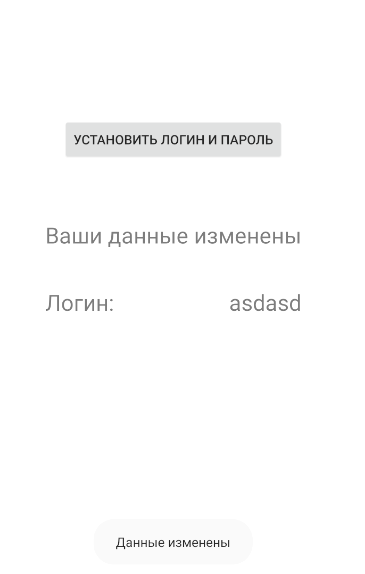 УСТАНОВИТЬ ЛОГИН И ПАРОЛЬ
Ваши данные изменены
Логин: asdasd
Данные изменены